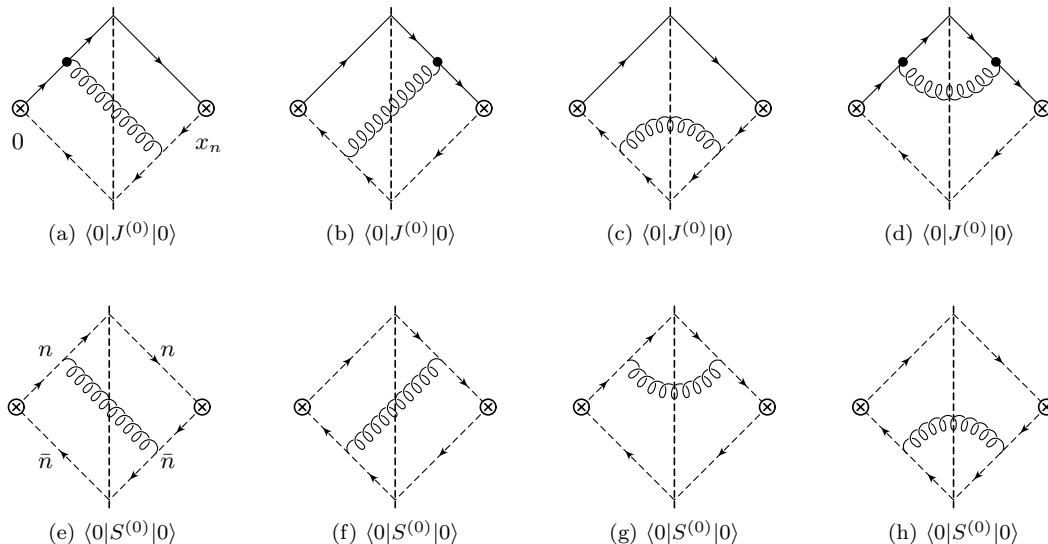 0 x_n
(a) ⟨0|J^{(0)}|0⟩ (b) ⟨0|J^{(0)}|0⟩ (c) ⟨0|J^{(0)}|0⟩ (d) ⟨0|J^{(0)}|0⟩
n n
n̄ n̄
(e) ⟨0|S^{(0)}|0⟩ (f) ⟨0|S^{(0)}|0⟩ (g) ⟨0|S^{(0)}|0⟩ (h) ⟨0|S^{(0)}|0⟩